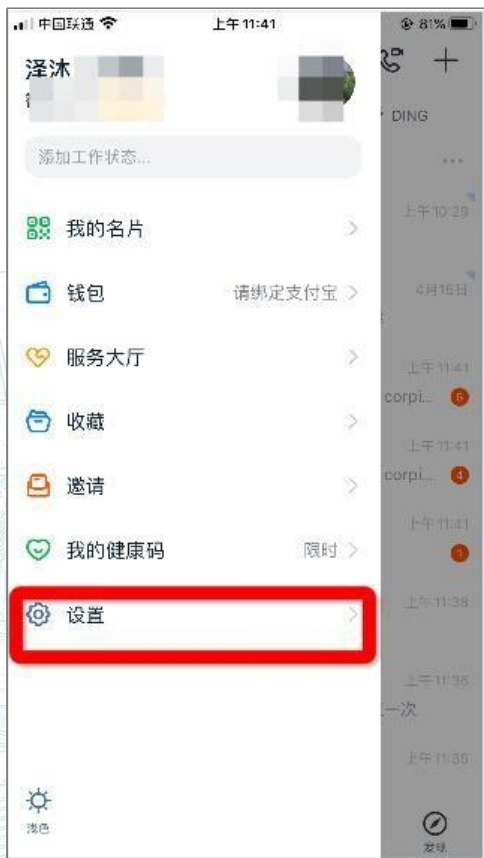 中国联通
上午11:41
81%
泽沐
DING
添加工作状态...
上午10:29
我的名片
4月15日
钱包
请绑定支付宝
服务大厅
上午11:41
corpi...
6
收藏
上午11:41
corpi...
4
邀请
上午11:41
1
我的健康码
限时
上午11:38
设置
上午11:36
一次
上午11:35
浅色
发现